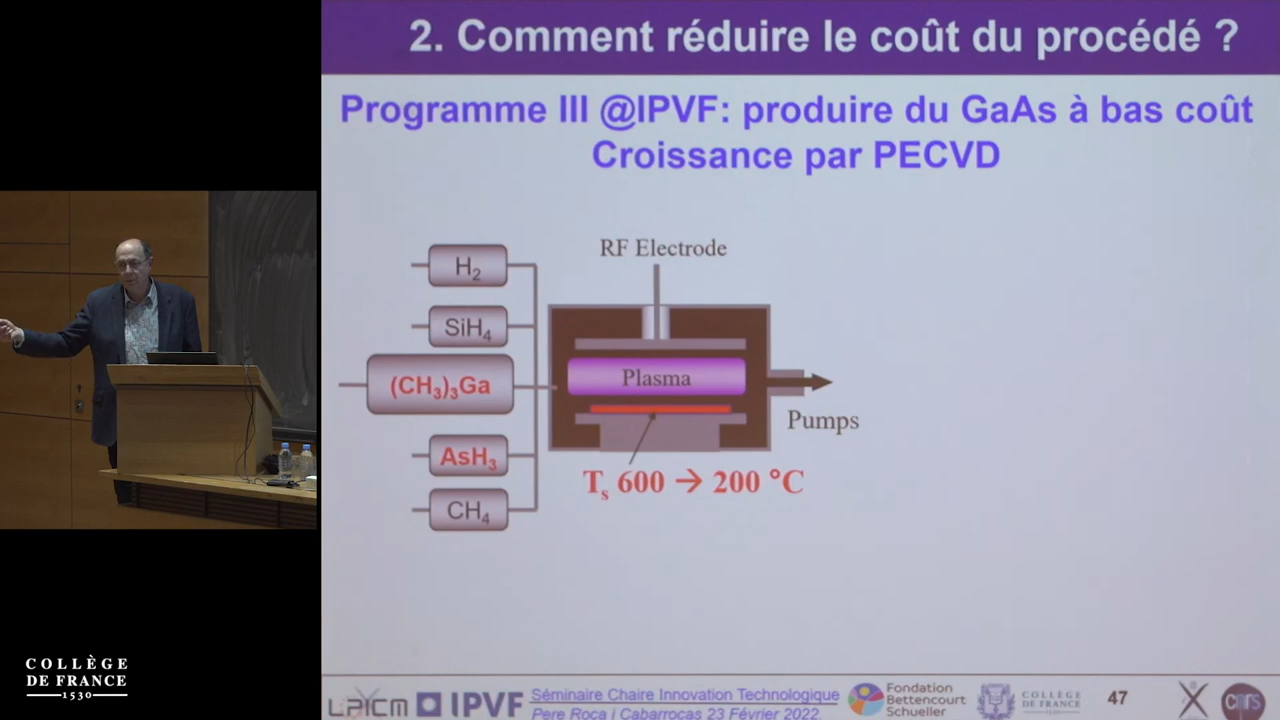 2. Comment réduire le coût du procédé ?
Programme III @IPVF: produire du GaAs à bas coût
Croissance par PECVD
RF Electrode
H₂
SiH₄
(CH₃)₃Ga
AsH₃
CH₄
Plasma
Pumps
Tₛ 600 → 200 °C
COLLÈGE
DE FRANCE
1530
LPICM IPVF
Séminaire Chaire Innovation Technologique
Pere Roca i Cabarrocas 23 Février 2022.
Fondation
Bettencourt
Schueller
COLLÈGE
DE FRANCE
47
X
cnrs